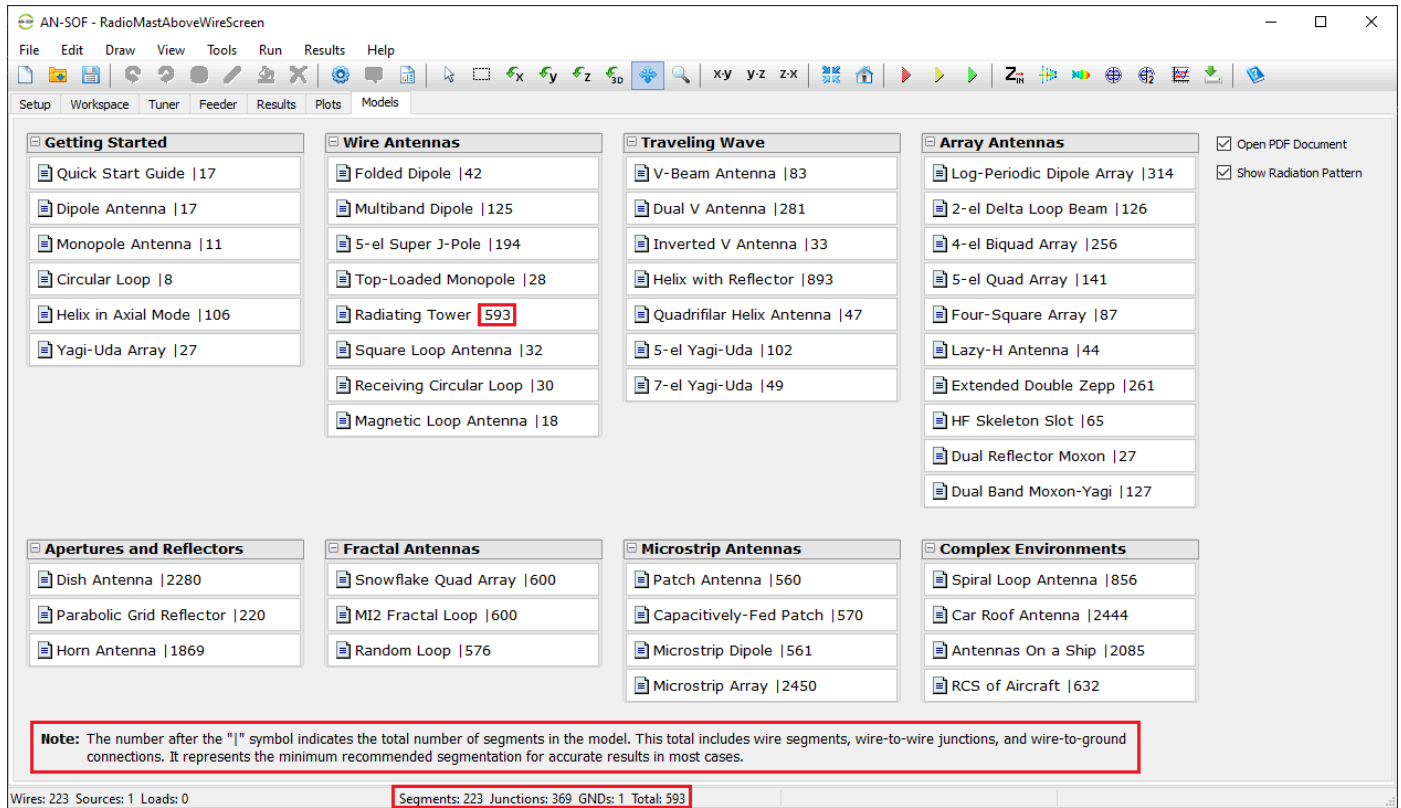 AN-SOF - RadioMastAboveWireScreen
File Edit Draw View Tools Run Results Help
x y z 3D x-y y-z z-x ZIN 2
Setup Workspace Tuner Feeder Results Plots Models
Getting Started
Quick Start Guide |17
Dipole Antenna |17
Monopole Antenna |11
Circular Loop |8
Helix in Axial Mode |106
Yagi-Uda Array |27
Wire Antennas
Folded Dipole |42
Multiband Dipole |125
5-el Super J-Pole |194
Top-Loaded Monopole |28
Radiating Tower |593
Square Loop Antenna |32
Receiving Circular Loop |30
Magnetic Loop Antenna |18
Traveling Wave
V-Beam Antenna |83
Dual V Antenna |281
Inverted V Antenna |33
Helix with Reflector |893
Quadrifilar Helix Antenna |47
5-el Yagi-Uda |102
7-el Yagi-Uda |49
Array Antennas
Log-Periodic Dipole Array |314
2-el Delta Loop Beam |126
4-el Biquad Array |256
5-el Quad Array |141
Four-Square Array |87
Lazy-H Antenna |44
Extended Double Zepp |261
HF Skeleton Slot |65
Dual Reflector Moxon |27
Dual Band Moxon-Yagi |127
Open PDF Document
Show Radiation Pattern
Apertures and Reflectors
Dish Antenna |2280
Parabolic Grid Reflector |220
Horn Antenna |1869
Fractal Antennas
Snowflake Quad Array |600
MI2 Fractal Loop |600
Random Loop |576
Microstrip Antennas
Patch Antenna |560
Capacitively-Fed Patch |570
Microstrip Dipole |561
Microstrip Array |2450
Complex Environments
Spiral Loop Antenna |856
Car Roof Antenna |2444
Antennas On a Ship |2085
RCS of Aircraft |632
Note: The number after the "|" symbol indicates the total number of segments in the model. This total includes wire segments, wire-to-wire junctions, and wire-to-ground
connections. It represents the minimum recommended segmentation for accurate results in most cases.
Wires: 223 Sources: 1 Loads: 0 Segments: 223 Junctions: 369 GNDs: 1 Total: 593